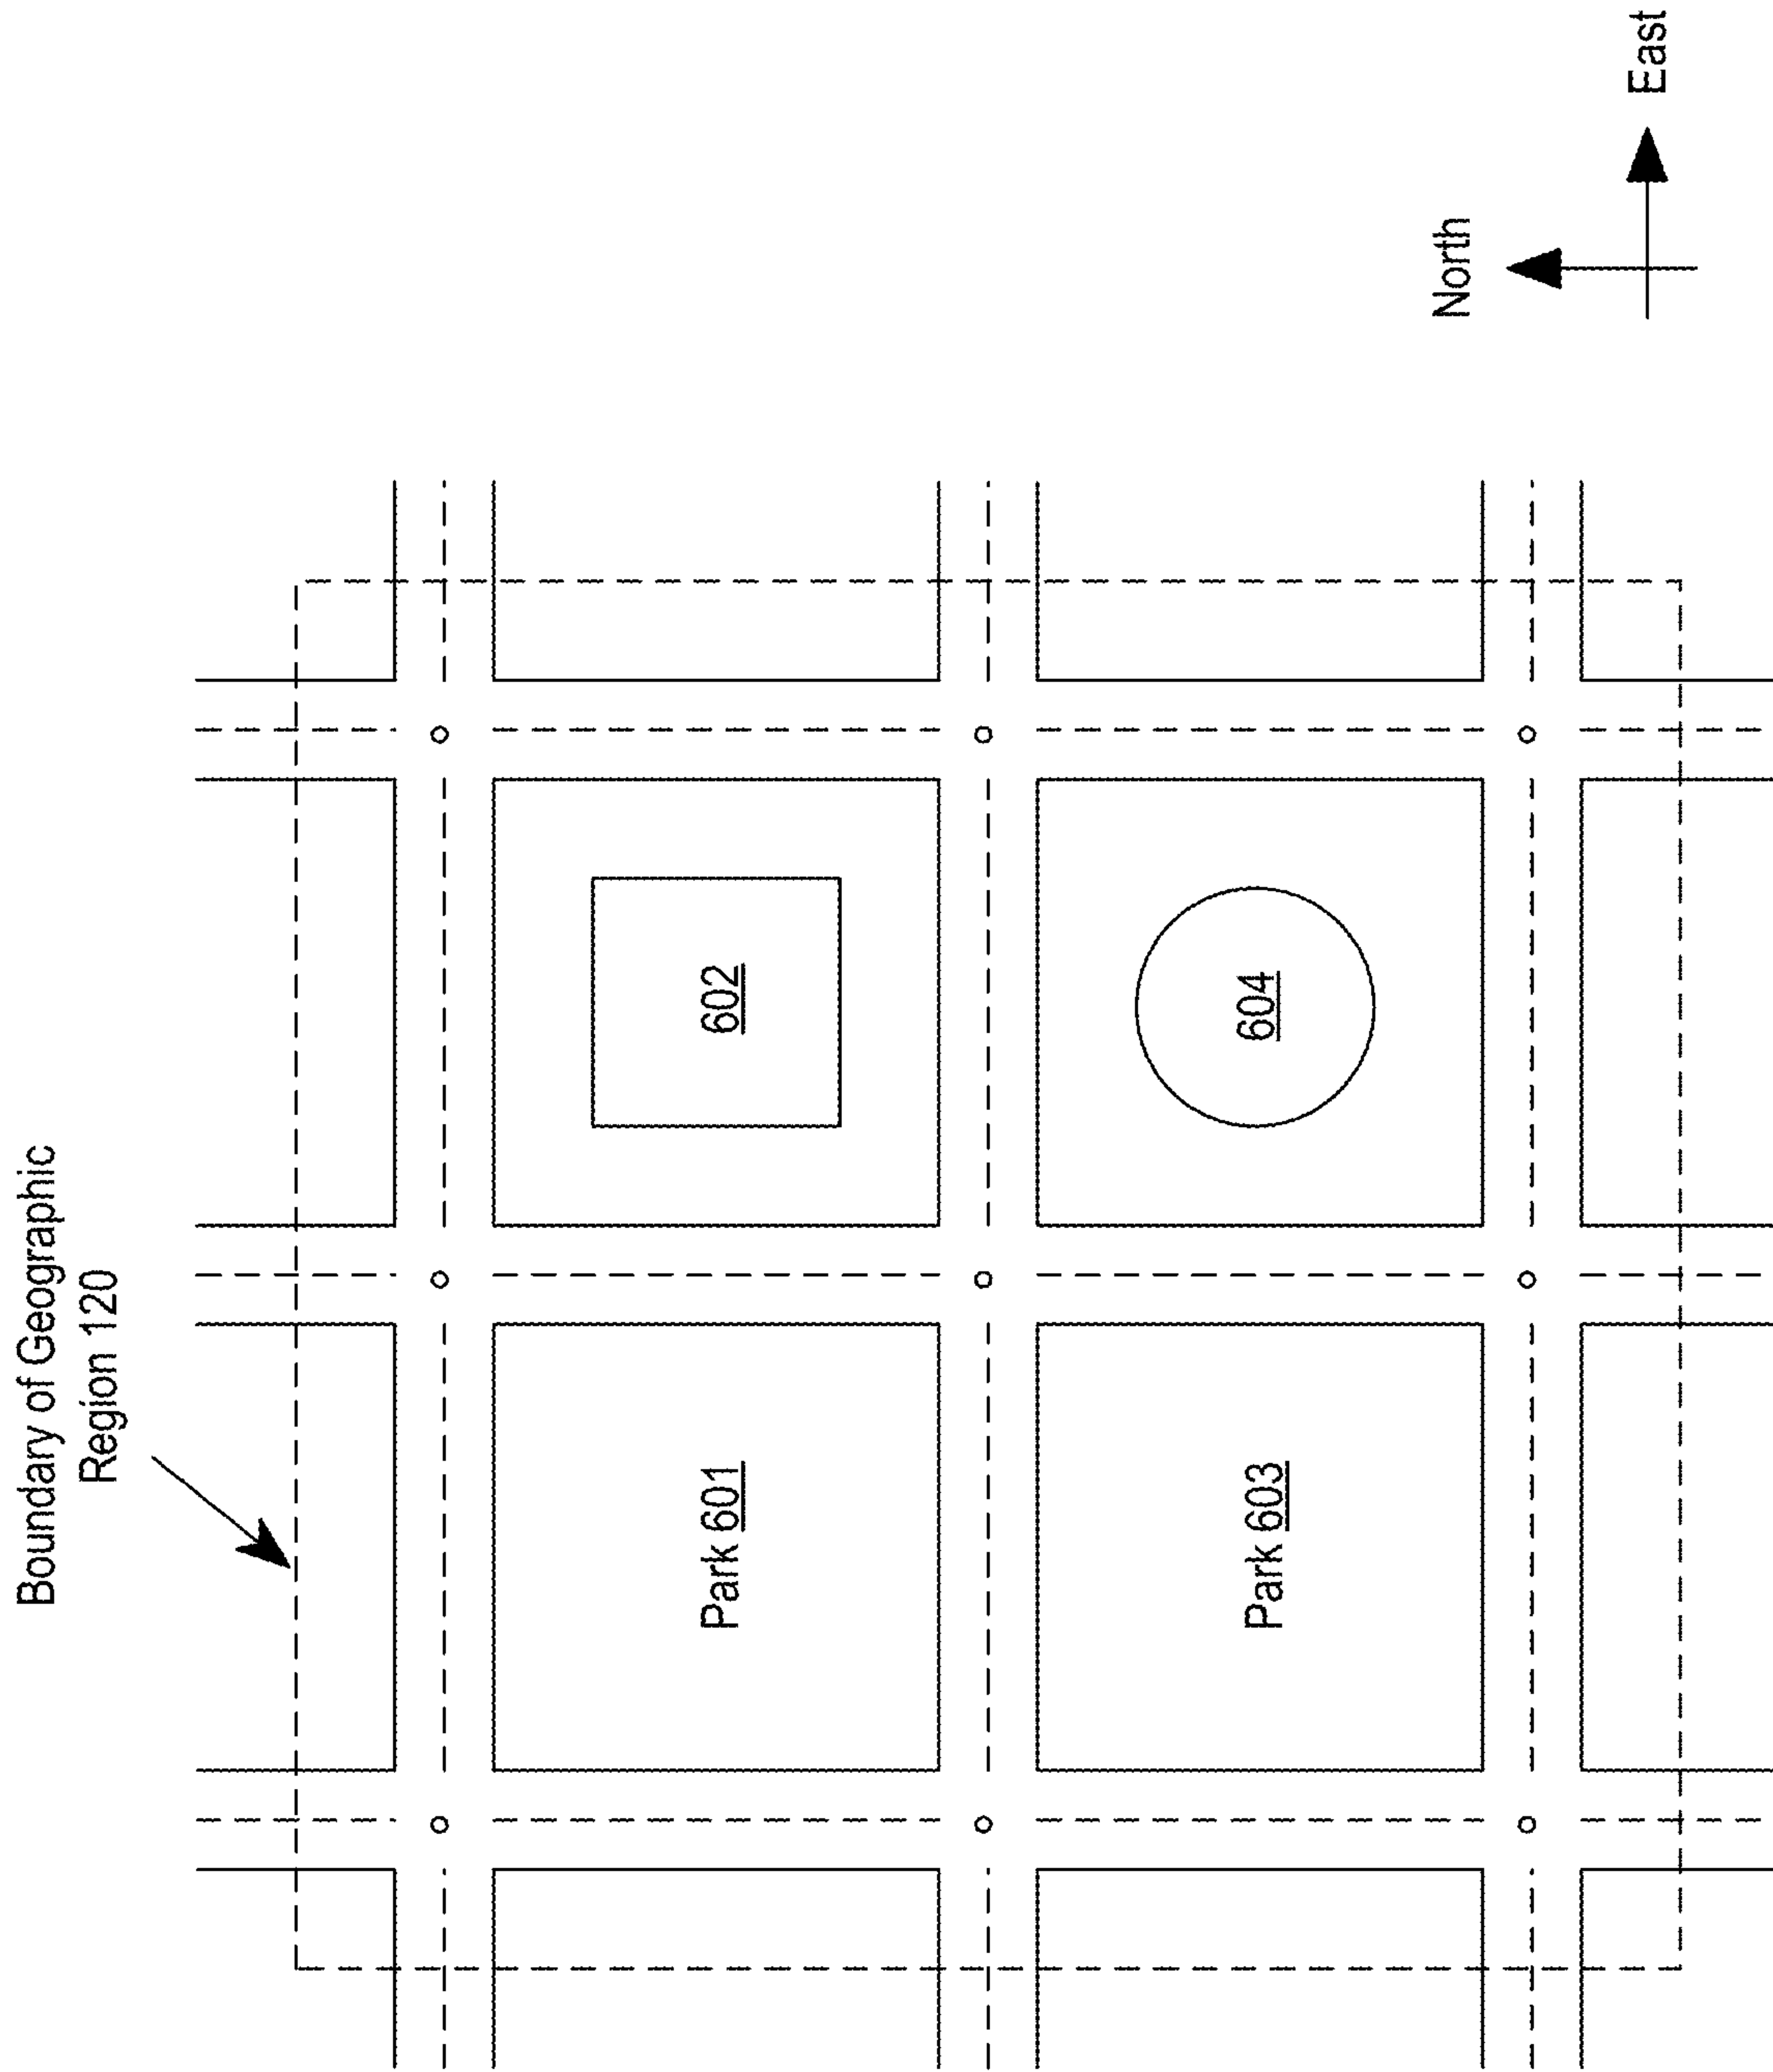 Boundary of Geographic
Region 120
Park 601
602
Park 603
604
North
East